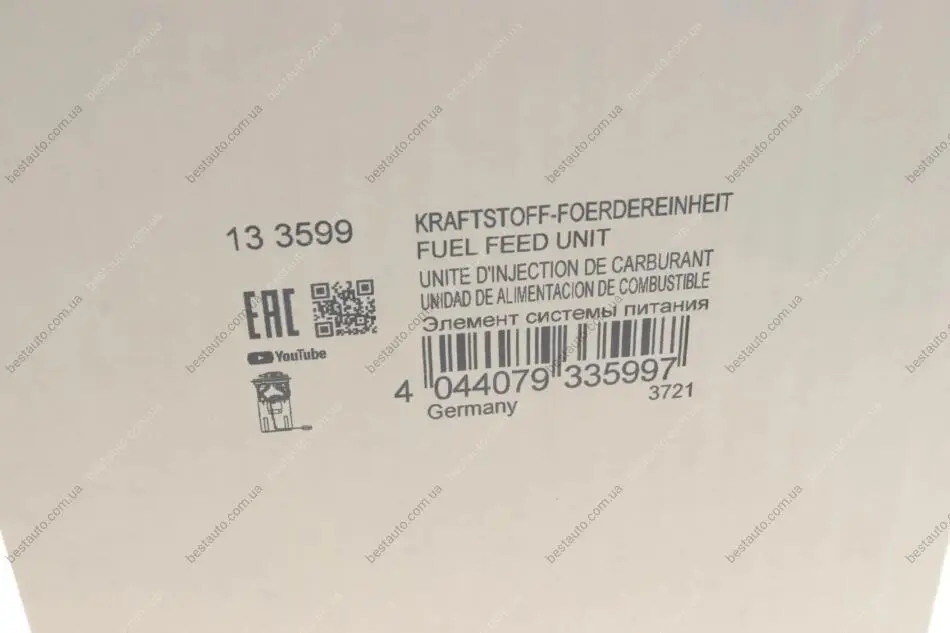 13 3599
KRAFTSTOFF-FOERDEREINHEIT
FUEL FEED UNIT
UNITE D'INJECTION DE CARBURANT
UNIDAD DE ALIMENTACION DE COMBUSTIBLE
Элемент системы питания
EAC
YouTube
4 044079 335997
Germany
3721
bestauto.com.ua